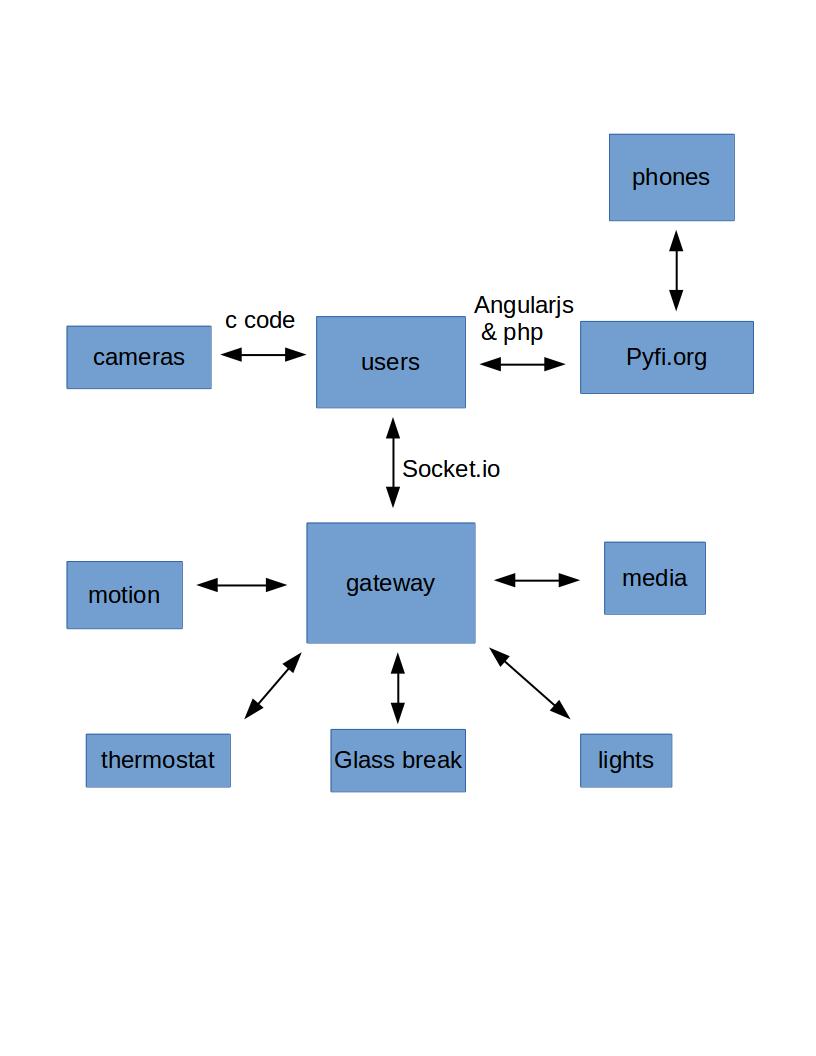 phones
Angularjs
& php
c code
cameras
users
Pyfi.org
Socket.io
gateway
media
motion
thermostat
Glass break
lights